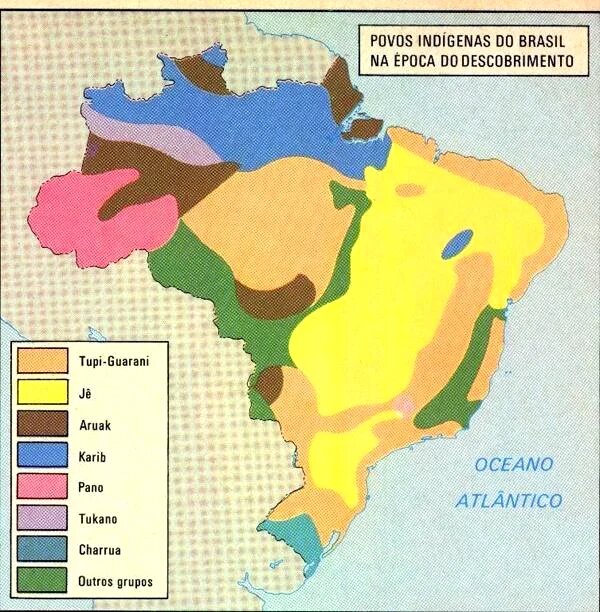 POVOS INDÍGENAS DO BRASIL
NA ÉPOCA DO DESCOBRIMENTO
Tupi-Guarani
Jê
Aruak
Karib
Pano
Tukano
Charrua
Outros grupos
OCEANO
ATLÂNTICO